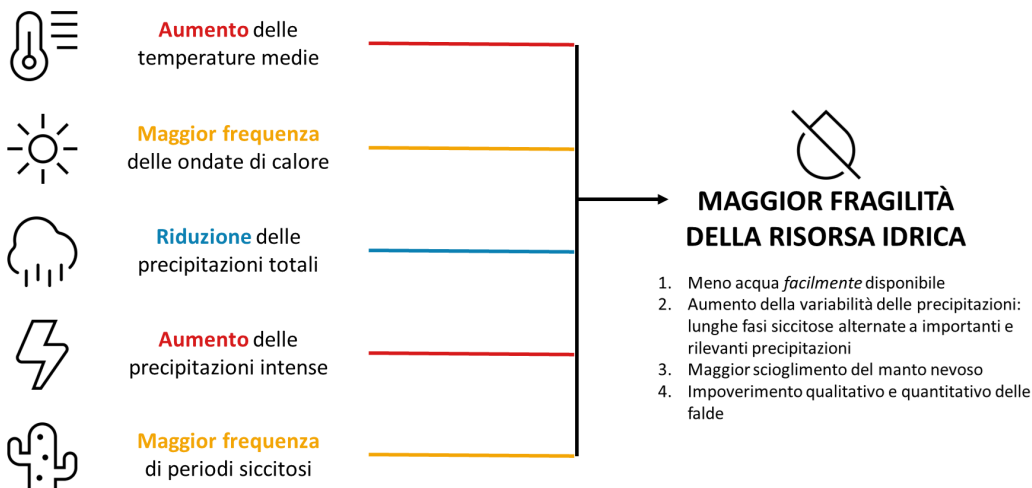 Aumento delle
temperature medie
Maggior frequenza
delle ondate di calore
Riduzione delle
precipitazioni totali
Aumento delle
precipitazioni intense
Maggior frequenza
di periodi siccitosi
MAGGIOR FRAGILITÀ
DELLA RISORSA IDRICA
1. Meno acqua facilmente disponibile
2. Aumento della variabilità delle precipitazioni:
lunghe fasi siccitose alternate a importanti e
rilevanti precipitazioni
3. Maggior scioglimento del manto nevoso
4. Impoverimento qualitativo e quantitativo delle
falde